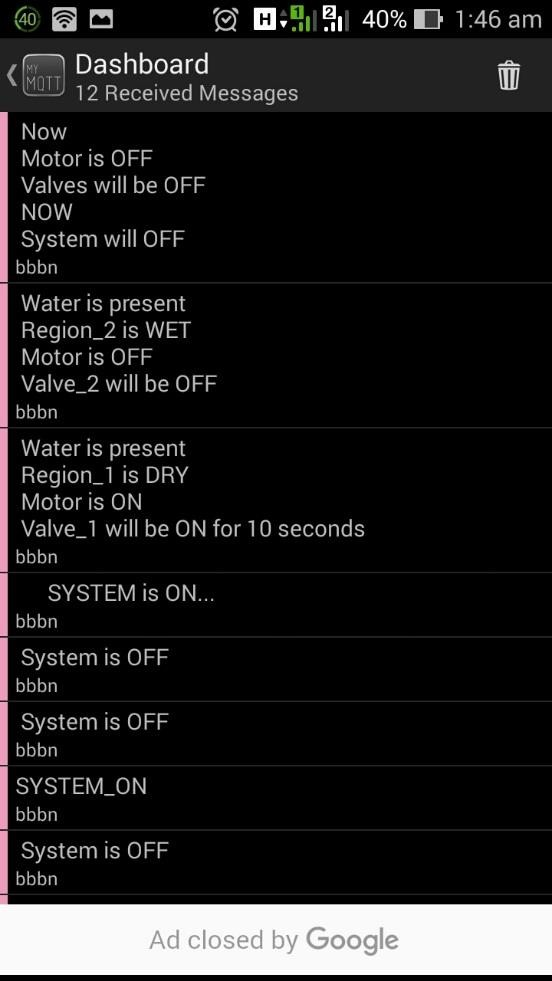 40
H 1 2 40% 1:46 am
MY
MQTT
Dashboard
12 Received Messages
Now
Motor is OFF
Valves will be OFF
NOW
System will OFF
bbbn
Water is present
Region_2 is WET
Motor is OFF
Valve_2 will be OFF
bbbn
Water is present
Region_1 is DRY
Motor is ON
Valve_1 will be ON for 10 seconds
bbbn
SYSTEM is ON...
bbbn
System is OFF
bbbn
System is OFF
bbbn
SYSTEM_ON
bbbn
System is OFF
bbbn
Ad closed by Google